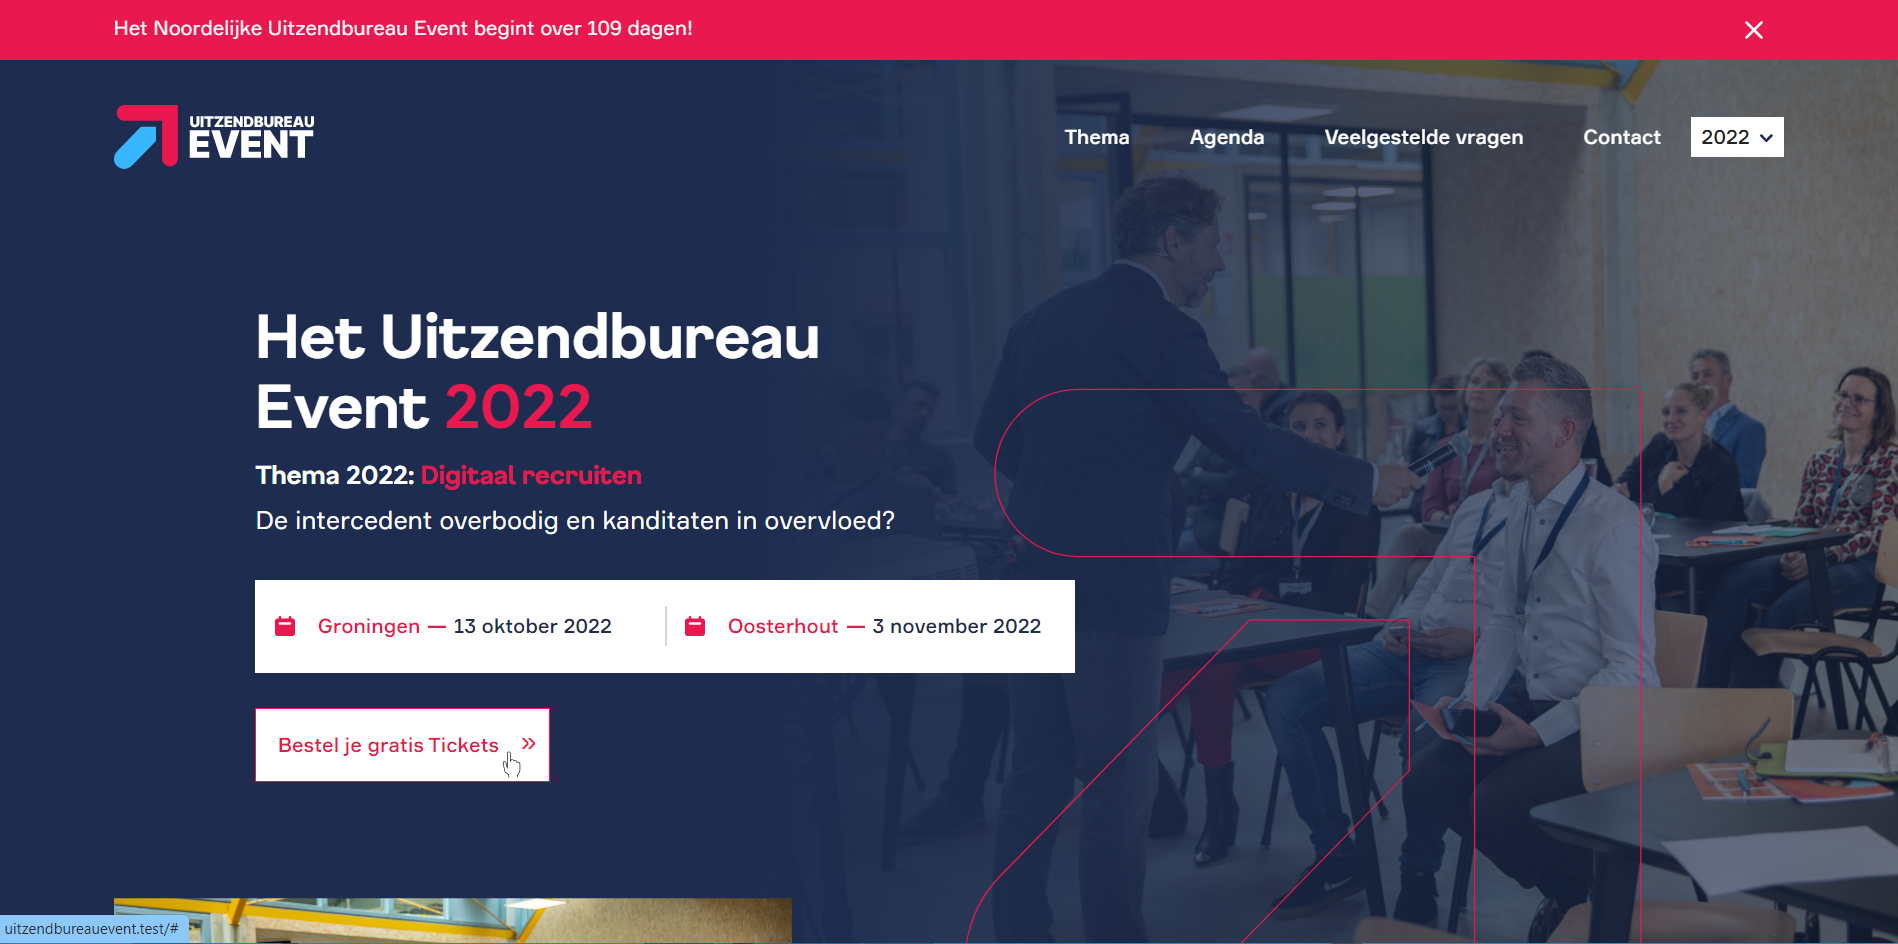 Het Noordelijke Uitzendbureau Event begint over 109 dagen!
UITZENDBUREAU
EVENT
Thema Agenda Veelgestelde vragen Contact 2022
Het Uitzendbureau
Event 2022
Thema 2022: Digitaal recruiten
De intercedent overbodig en kanditaten in overvloed?
Groningen — 13 oktober 2022 Oosterhout — 3 november 2022
Bestel je gratis Tickets »
uitzendbureauevent.test/#